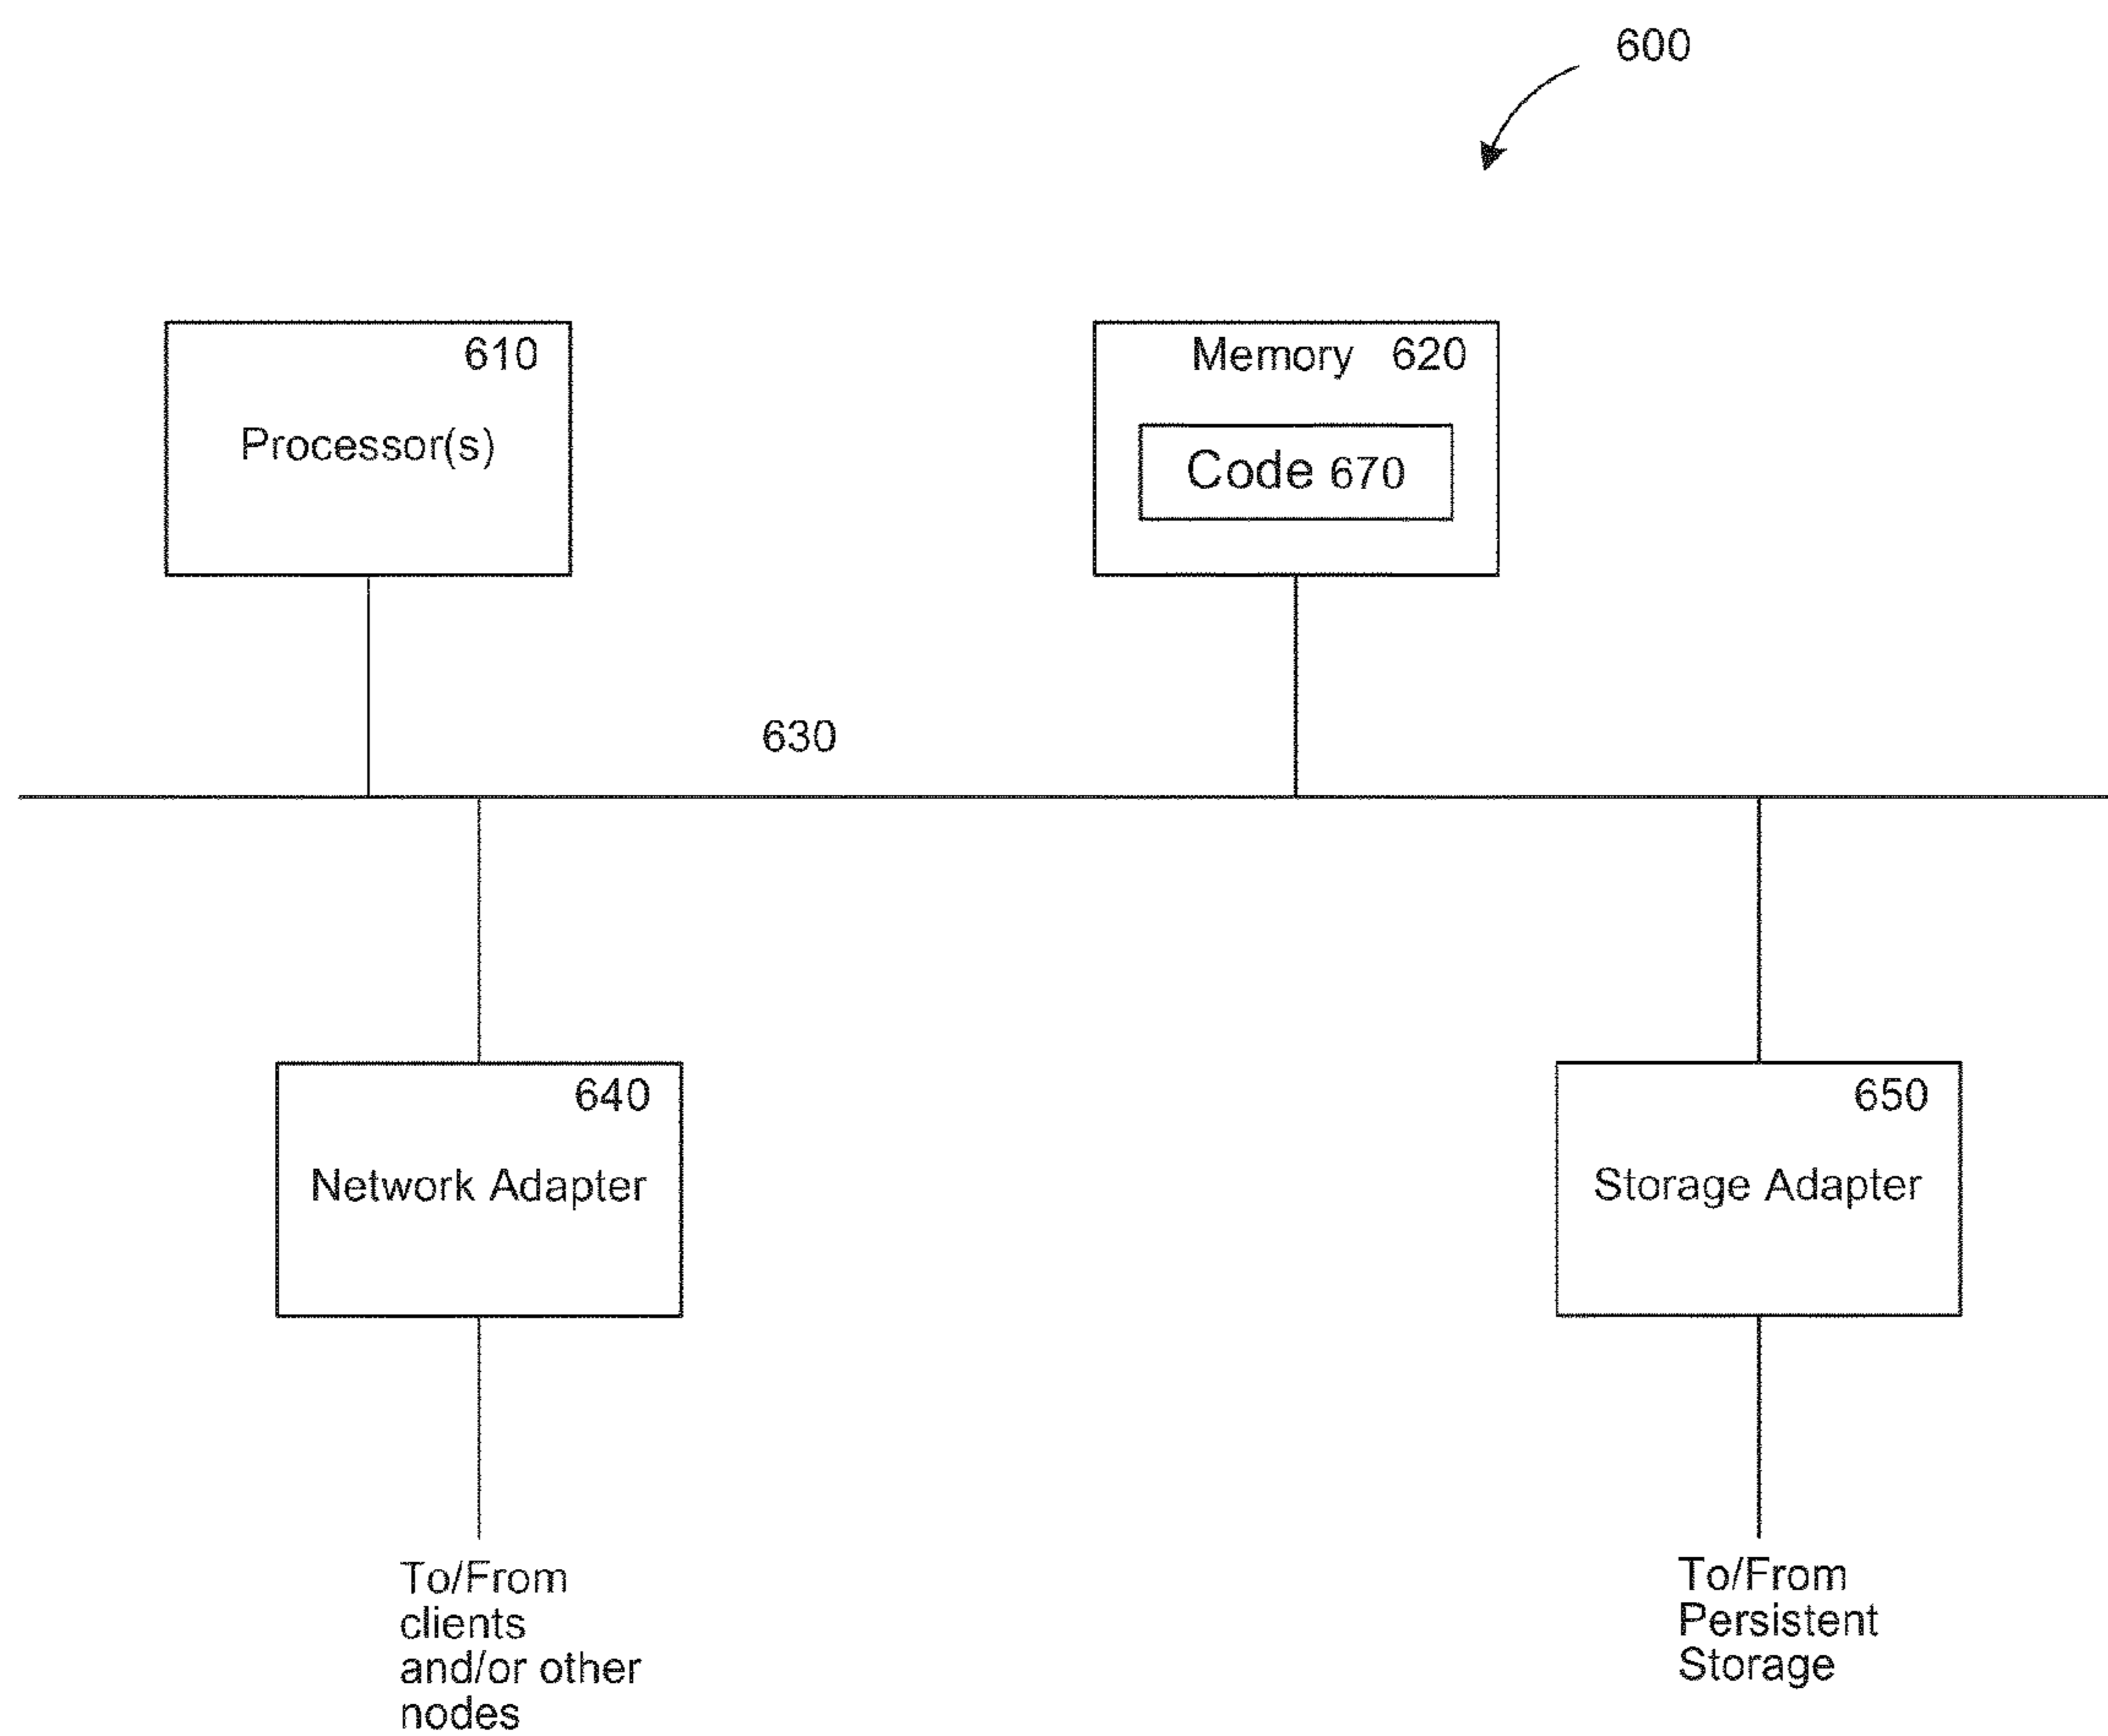 600
610
Processor(s)
Memory 620
Code 670
630
640
Network Adapter
650
Storage Adapter
To/From
clients
and/or other
nodes
To/From
Persistent
Storage